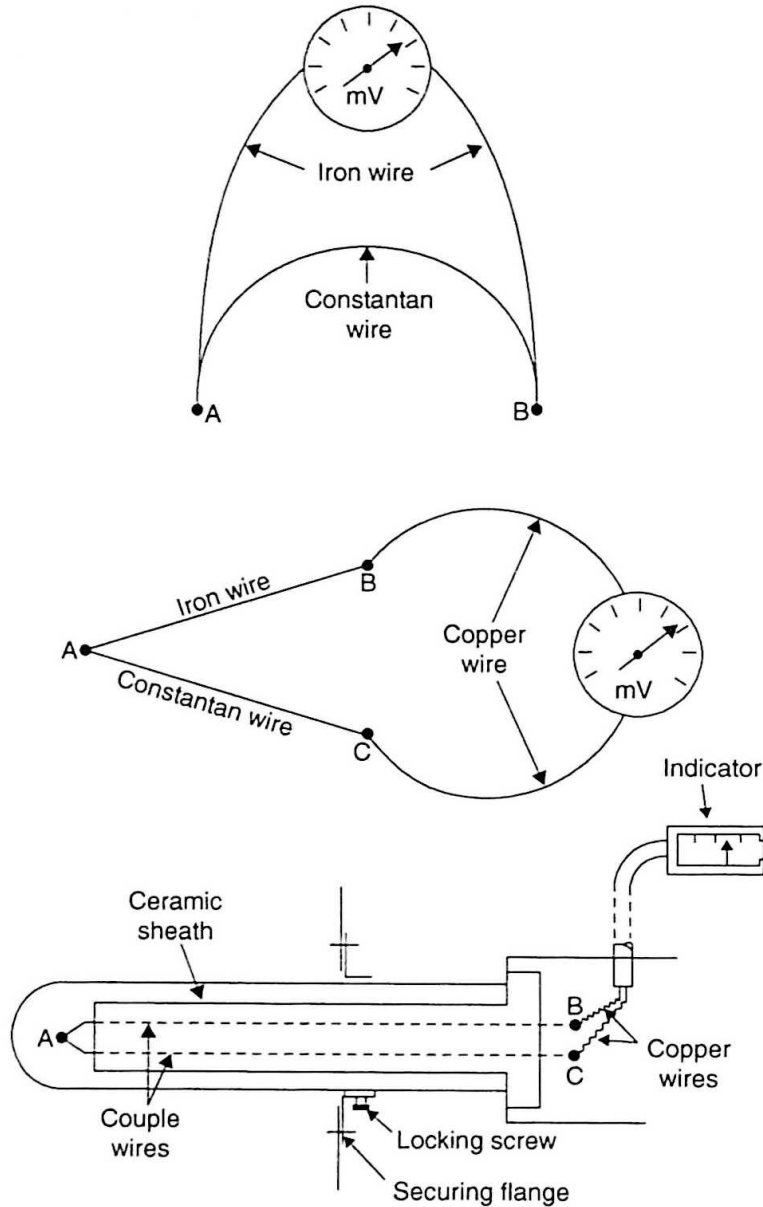 mV
Iron wire
Constantan
wire
A
B
Iron wire
B
A
Copper
wire
mV
Constantan wire
C
Indicator
Ceramic
sheath
B
A
C
Copper
wires
Couple
wires
Locking screw
Securing flange